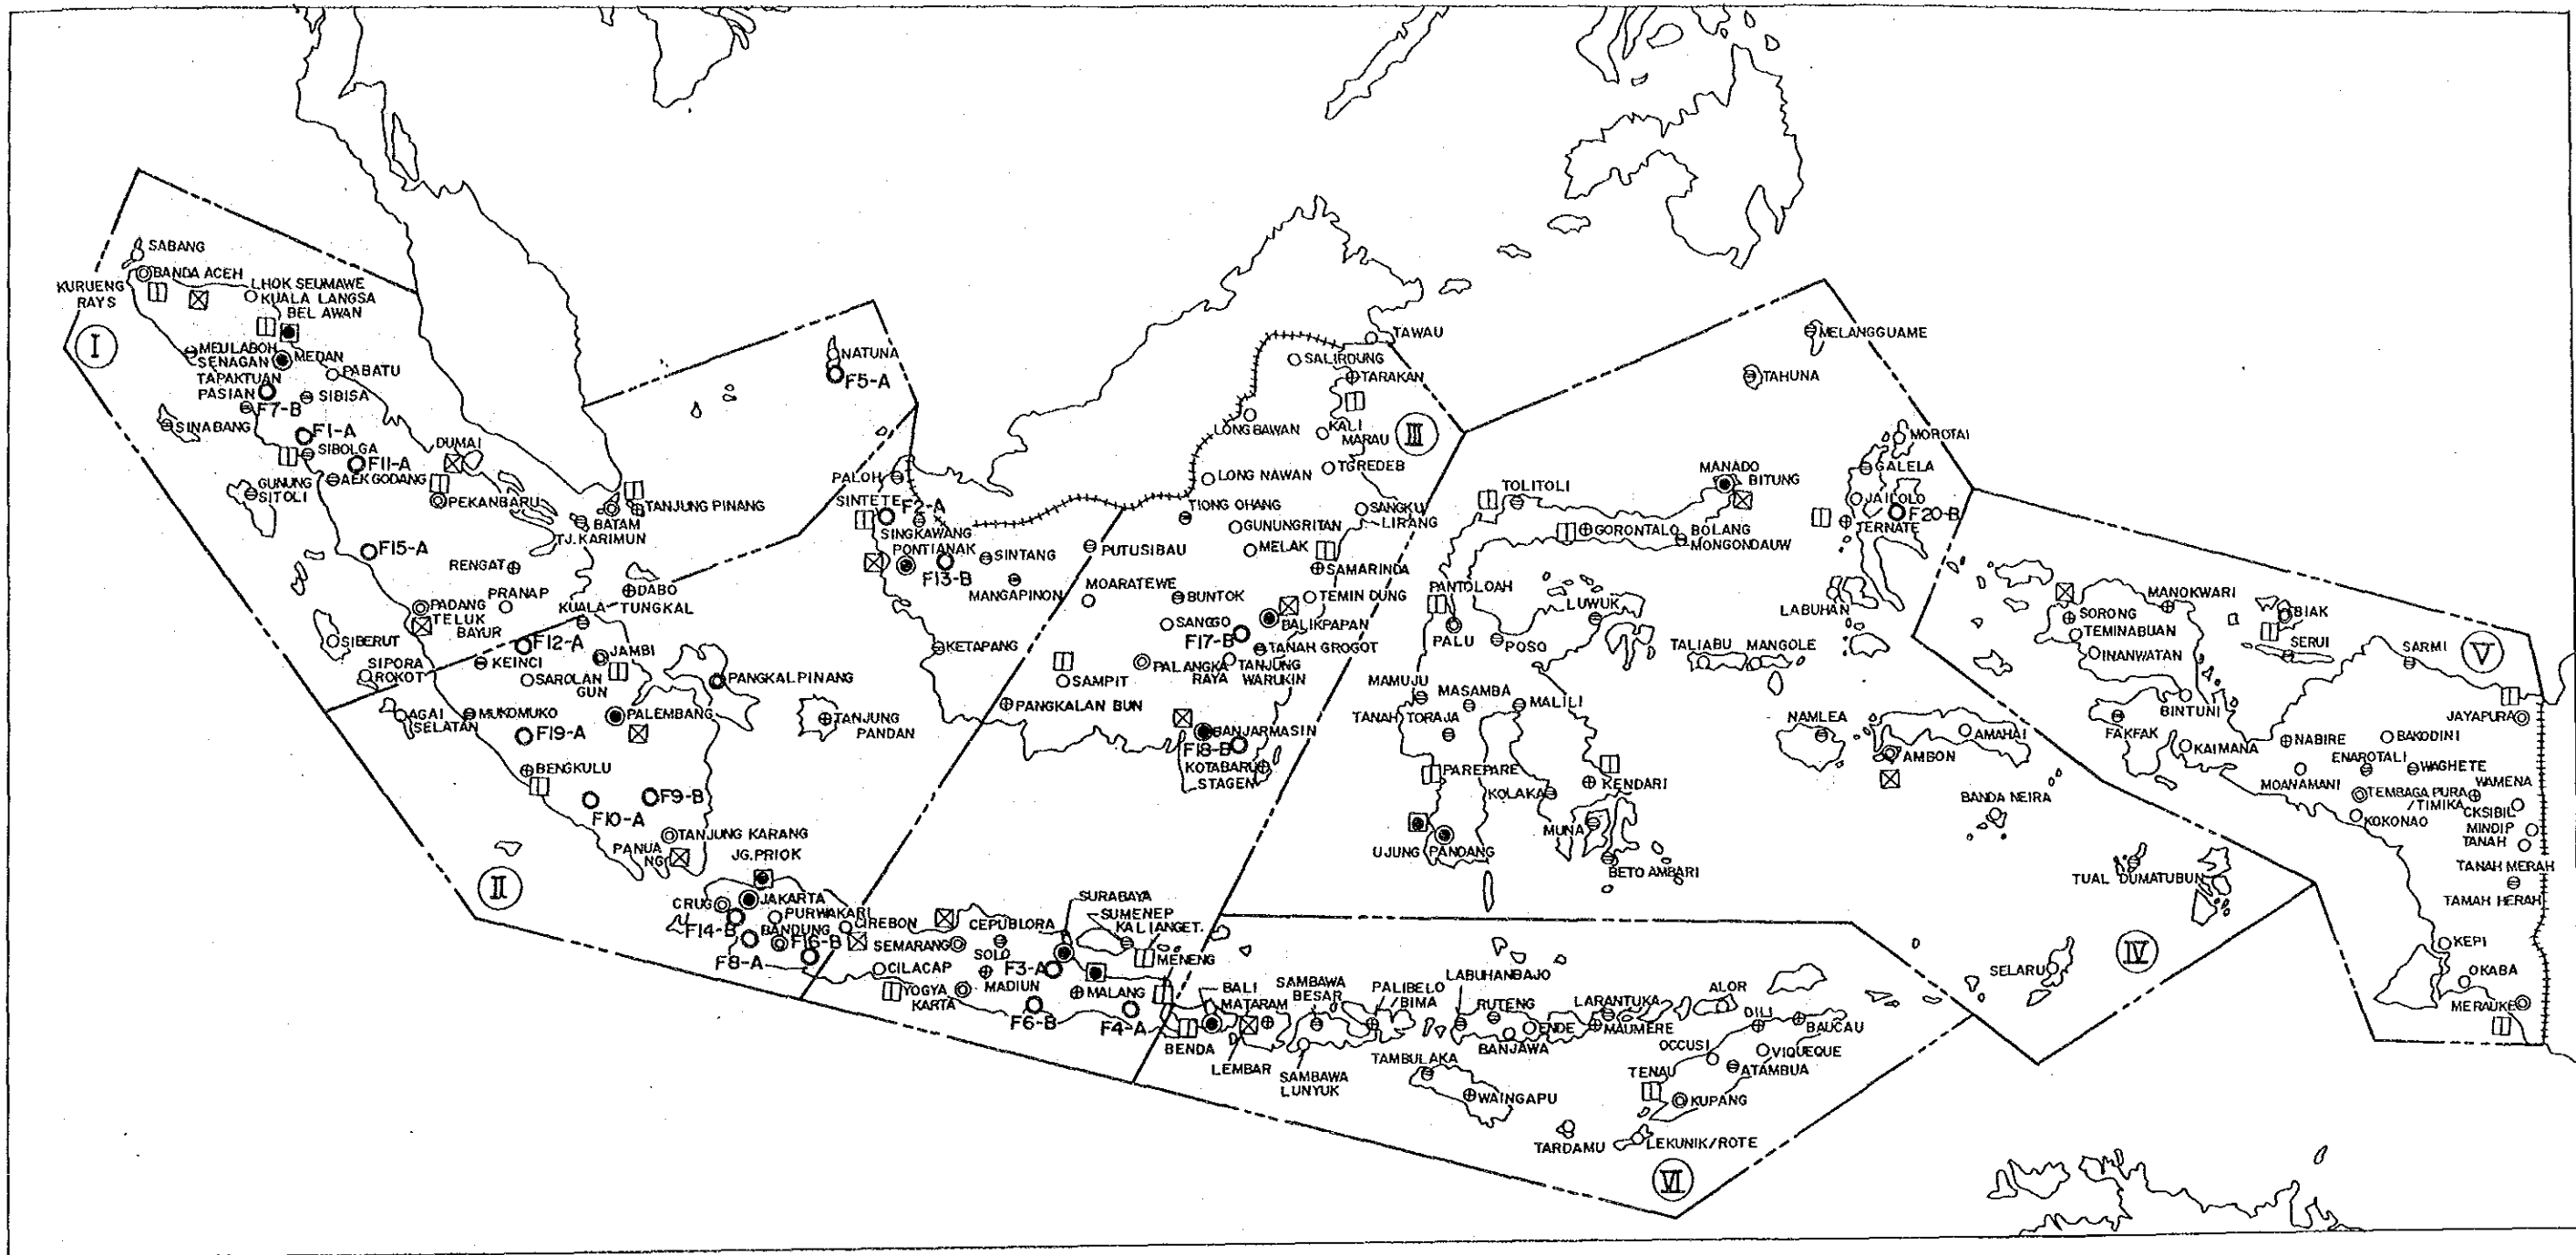 SABANG
BANDA ACEH
KURUENG
RAYS
LHOK SEUMAWE
KUALA LANGSA
BEL AWAN
I
MEULABOH
SENAGAN
MEDAN
TAPAKTUAN
PASIAN
PABATU
SIBISA
F7-B
SINABANG
F1-A
SIBOLGA
F11-A
DUMAI
GUNUNG
SITOLI
AEK GODANG
PEKANBARU
TANJUNG PINANG
BATAM
TJ. KARIMUN
F15-A
RENGAT
PRANAP
DABO
KUALA
TUNGKAL
PADANG
TELUK
BAYUR
SIBERUT
F12-A
SIPORA
ROKOT
KEINCI
JAMBI
SAROLAN
GUN
PANGKALPINANG
AGAI
SELATAN
MUKOMUKO
PALEMBANG
TANJUNG
PANDAN
F19-A
BENGKULU
F10-A
F9-B
TANJUNG KARANG
PANUA
NG
JG. PRIOK
II
CRUG
JAKARTA
PURWAKARI
CIREBON
F14-B
BANDUNG
F16-B
F8-A
NATUNA
F5-A
PALOH
SINTETE
F2-A
SINGKAWANG
PONTIANAK
F13-B
SINTANG
MANGAPINON
PUTUSIBAU
KETAPANG
TAWAU
SALIRDUNG
TARAKAN
LONG BAWAN
KALI
MARAU
III
LONG NAWAN
TGREDEB
TIONG OHANG
SANGKU
LIRANG
GUNUNGRITAN
MELAK
SAMARINDA
MOARATEWE
BUNTOK
TEMIN DUNG
SANGGO
BALIKPAPAN
F17-B
TANAH GROGOT
PALANGKA
RAYA
TANJUNG
WARUKIN
SAMPIT
PANGKALAN BUN
BANJARMASIN
F18-B
KOTABARU
STAGEN
SEMARANG
CEPUBLORA
SURABAYA
SUMENEP
KALIANGET.
MENENG
CILACAP
SOLO
F3-A
MADIUN
YOGYA
KARTA
MALANG
F6-B
F4-A
BALI
MATARAM
BENDA
LEMBAR
SAMBAWA
BESAR
SAMBAWA
LUNYUK
PALIBELO
/BIMA
LABUHANBAJO
RUTENG
BANJAWA
ENDE
LARANTUKA
MAUMERE
ALOR
DILI
BAUCAU
OCCUSI
VIQUEQUE
ATAMBUA
TAMBULAKA
WAINGAPU
TENAU
KUPANG
TARDAMU
LEKUNIK/ROTE
VI
MELANGGUAME
TAHUNA
MOROTAI
GALELA
MANADO
BITUNG
JAILOLO
F20-B
TERNATE
TOLITOLI
GORONTALO
BOLANG
MONGONDAUW
PANTOLOAH
LUWUK
LABUHAN
PALU
POSO
TALIABU
MANGOLE
MAMUJU
MASAMBA
MALILI
TANAH TORAJA
NAMLEA
AMAHAI
AMBON
PAREPARE
KENDARI
KOLAKA
BANDA NEIRA
MUNA
UJUNG PANDANG
BETO AMBARI
TUAL DUMATUBUN
SELARU
IV
MANOKWARI
SORONG
BIAK
TEMINABUAN
SERUI
INANWATAN
SARMI
V
BINTUNI
JAYAPURA
FAKFAK
KAIMANA
NABIRE
BAKODINI
ENAROTALI
WAGHETE
MOANAMANI
WAMENA
TEMBAGA PURA
/TIMIKA
KOKONAO
CKSIBIL
MINDIP
TANAH
TANAH MERAH
TAMAH HERAH
KEPI
OKABA
MERAUKE